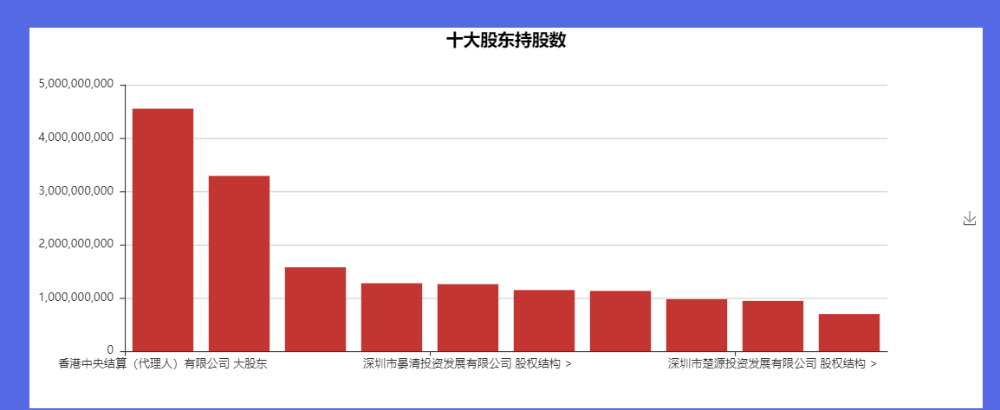 十大股东持股数
5,000,000,000
4,000,000,000
3,000,000,000
2,000,000,000
1,000,000,000
0
香港中央结算（代理人）有限公司 大股东
深圳市晏清投资发展有限公司 股权结构 >
深圳市楚源投资发展有限公司 股权结构 >